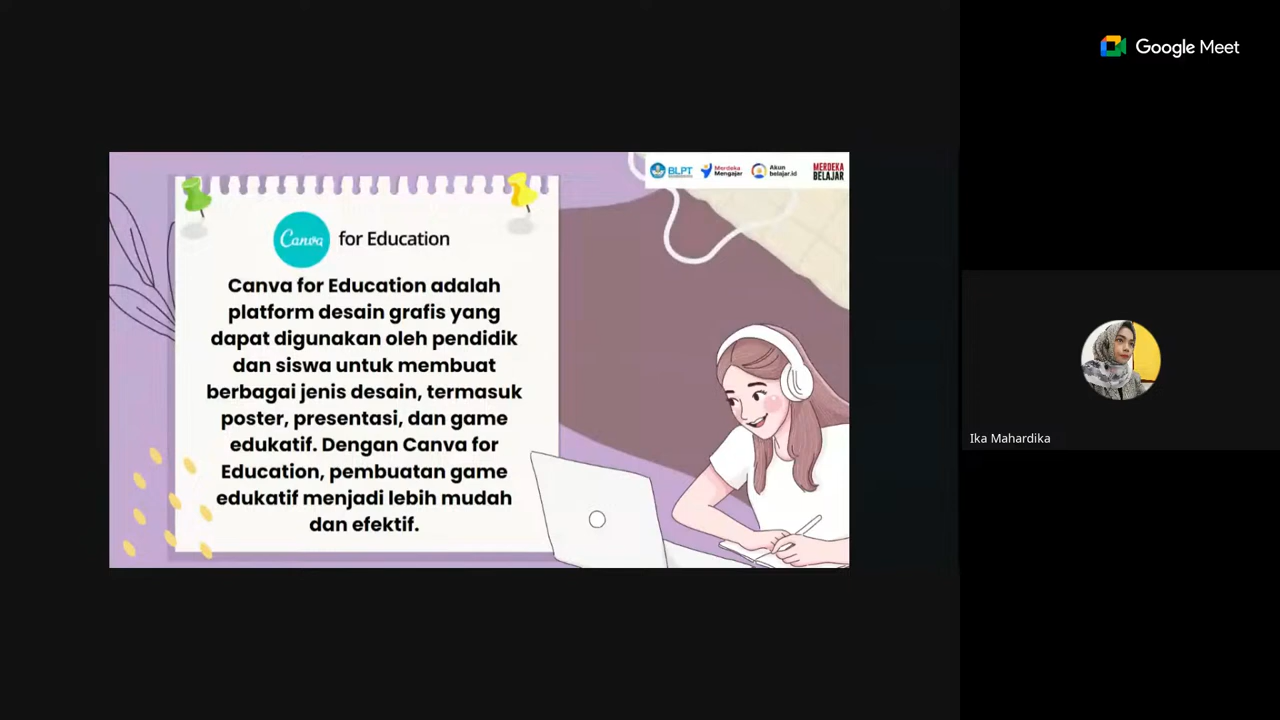 Google Meet
BLPT
Merdeka
Mengajar
Akun
belajar.id
MERDEKA
BELAJAR
Canva for Education
Canva for Education adalah
platform desain grafis yang
dapat digunakan oleh pendidik
dan siswa untuk membuat
berbagai jenis desain, termasuk
poster, presentasi, dan game
edukatif. Dengan Canva for
Education, pembuatan game
edukatif menjadi lebih mudah
dan efektif.
Ika Mahardika